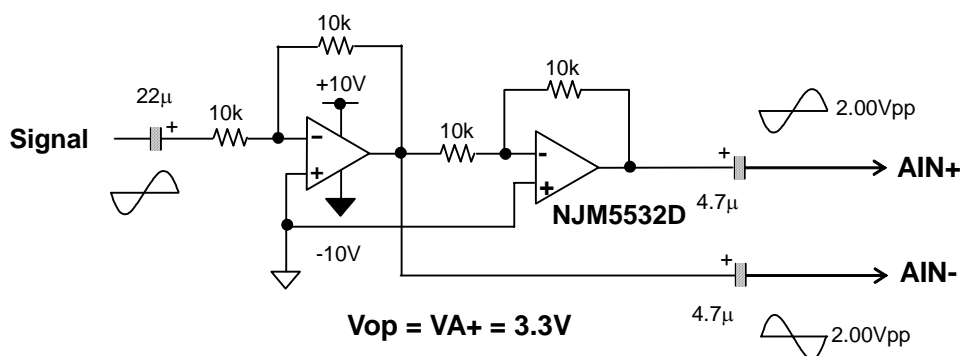 10k
+10V
22μ
+
10k
Signal
-
+
10k
10k
-
+
NJM5532D
2.00Vpp
+
AIN+
4.7μ
-10V
+
AIN-
4.7μ
Vop = VA+ = 3.3V
2.00Vpp